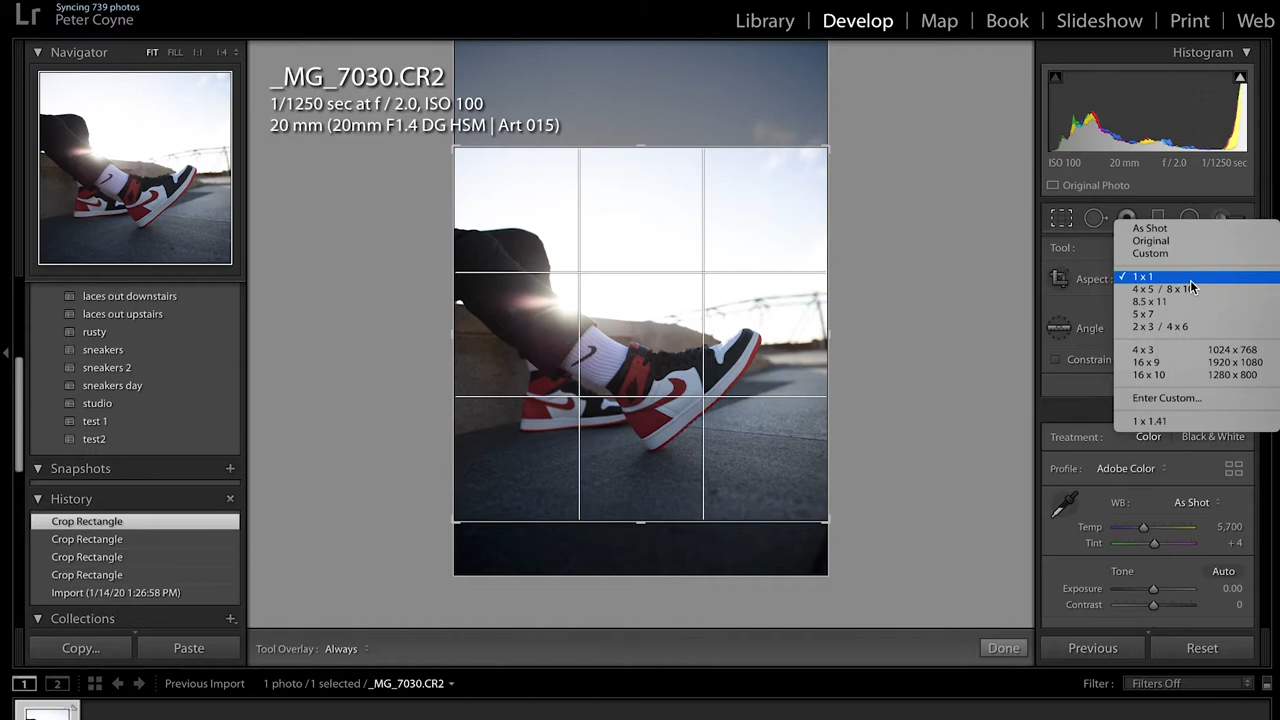 Lr
Syncing 739 photos
Peter Coyne
Library | Develop | Map | Book | Slideshow | Print | Web
Navigator FIT FILL 1:1 1:4
_MG_7030.CR2
1/1250 sec at f / 2.0, ISO 100
20 mm (20mm F1.4 DG HSM | Art 015)
Histogram
ISO 100 20 mm f / 2.0 1/1250 sec
Original Photo
Tool :
Aspect :
Angle
Constrain
As Shot
Original
Custom
✓ 1 x 1
4 x 5 / 8 x 10
8.5 x 11
5 x 7
2 x 3 / 4 x 6
4 x 3 1024 x 768
16 x 9 1920 x 1080
16 x 10 1280 x 800
Enter Custom...
1 x 1.41
laces out downstairs
laces out upstairs
rusty
sneakers
sneakers 2
sneakers day
studio
test 1
test2
Snapshots +
History ×
Crop Rectangle
Crop Rectangle
Crop Rectangle
Crop Rectangle
Import (1/14/20 1:26:58 PM)
Collections +
Copy... Paste
Treatment : Color Black & White
Profile : Adobe Color
WB : As Shot
Temp 5,700
Tint + 4
Tone Auto
Exposure 0.00
Contrast 0
Tool Overlay : Always Done
Previous Reset
1 2 Previous Import 1 photo / 1 selected / _MG_7030.CR2 Filter : Filters Off